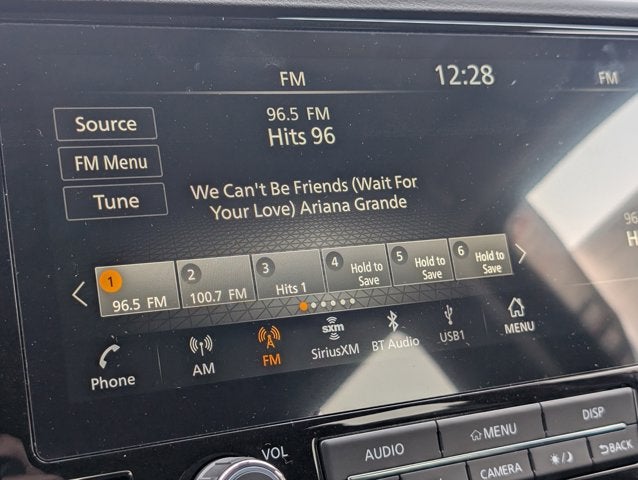 FM
12:28
FM
Source
FM Menu
Tune
96.5 FM
Hits 96
We Can't Be Friends (Wait For
Your Love) Ariana Grande
1
96.5 FM
2
100.7 FM
3
Hits 1
4
Hold to
Save
5
Hold to
Save
6
Hold to
Save
96
H
Phone
AM
FM
sxm
SiriusXM
BT Audio
USB1
MENU
VOL
AUDIO
MENU
DISP
CAMERA
BACK